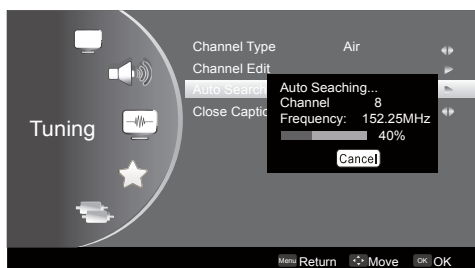 Channel Type Air
Channel Edit
Auto Search
Close Captio
Tuning
Auto Seaching...
Channel 8
Frequency: 152.25MHz
40%
Cancel
Menu Return Move OK OK